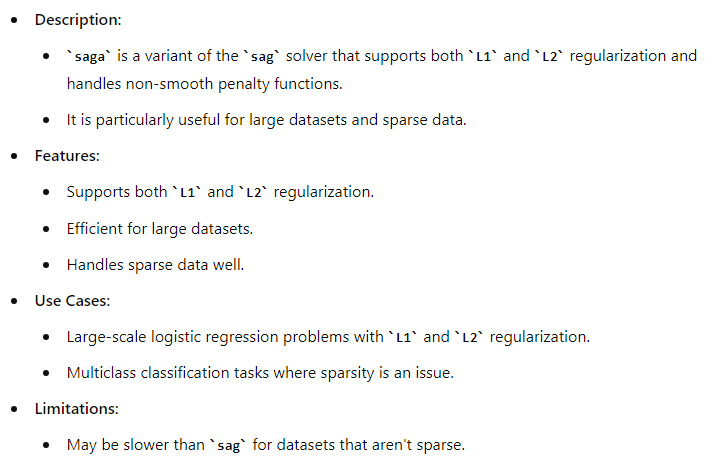 • Description:
• `saga` is a variant of the `sag` solver that supports both `L1` and `L2` regularization and
handles non-smooth penalty functions.
• It is particularly useful for large datasets and sparse data.
• Features:
• Supports both `L1` and `L2` regularization.
• Efficient for large datasets.
• Handles sparse data well.
• Use Cases:
• Large-scale logistic regression problems with `L1` and `L2` regularization.
• Multiclass classification tasks where sparsity is an issue.
• Limitations:
• May be slower than `sag` for datasets that aren't sparse.